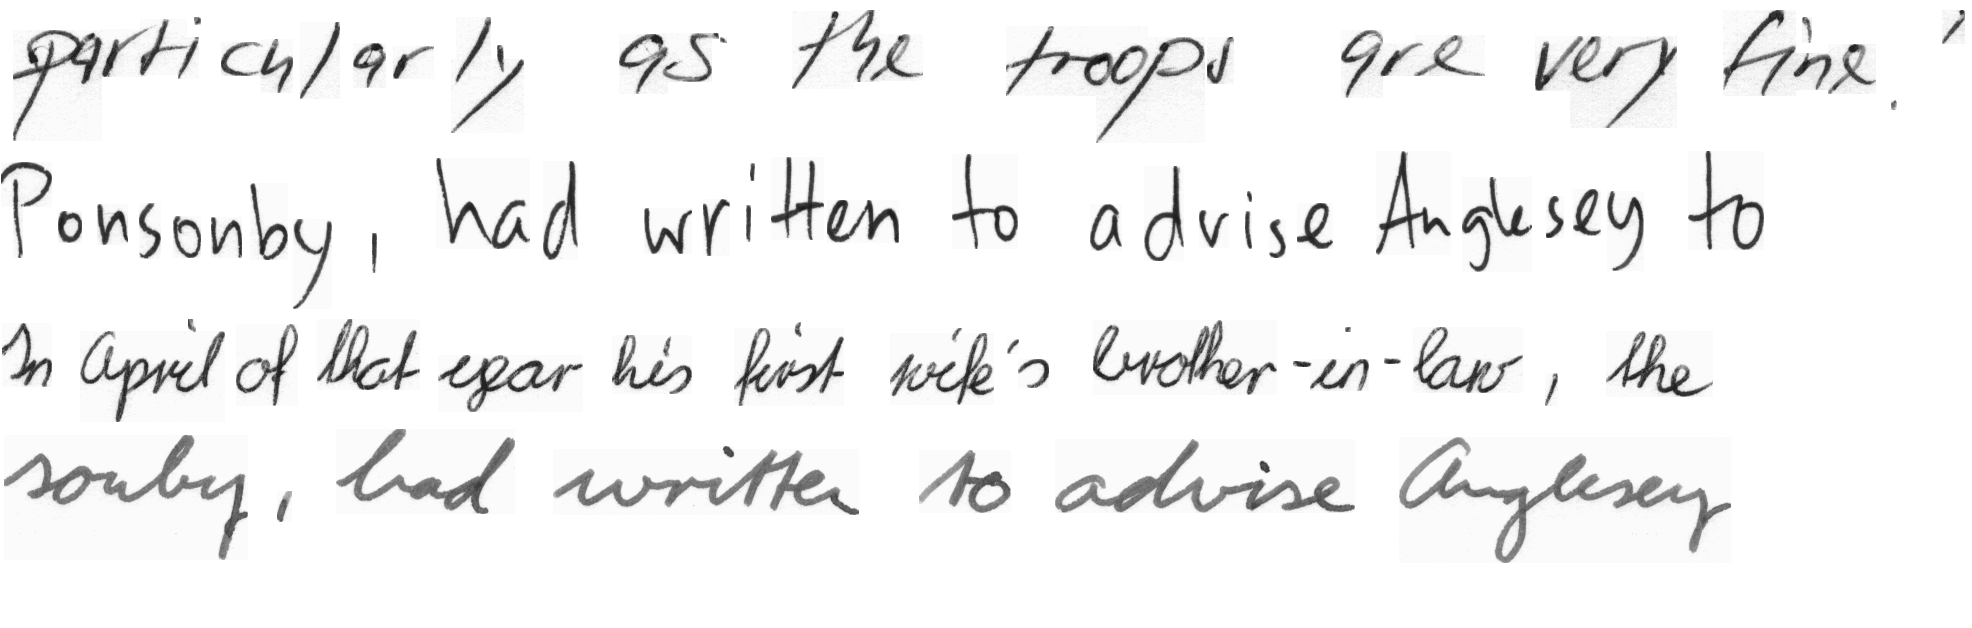 particularly as the troops are very fine.'
Ponsonby, had written to advise Anglesey to
In April of that year his first wife's brother-in-law, the
sonby, had written to advise Anglesey